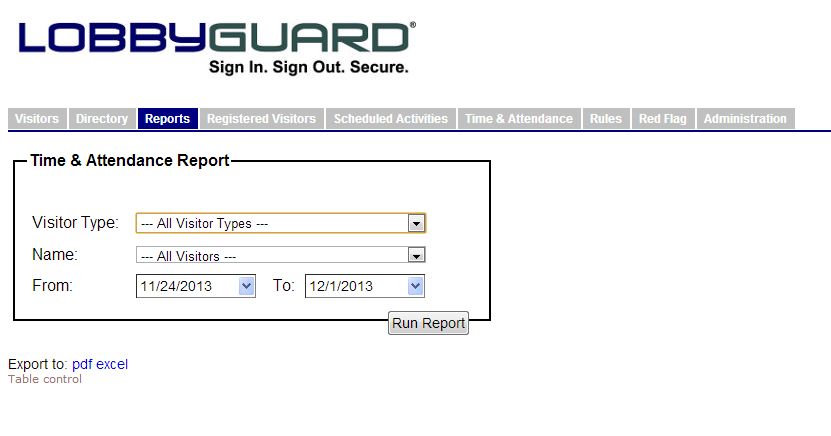 LOBBYGUARD®
Sign In. Sign Out. Secure.
Visitors Directory Reports Registered Visitors Scheduled Activities Time & Attendance Rules Red Flag Administration
Time & Attendance Report
Visitor Type: --- All Visitor Types ---
Name: --- All Visitors ---
From: 11/24/2013 To: 12/1/2013
Run Report
Export to: pdf excel
Table control